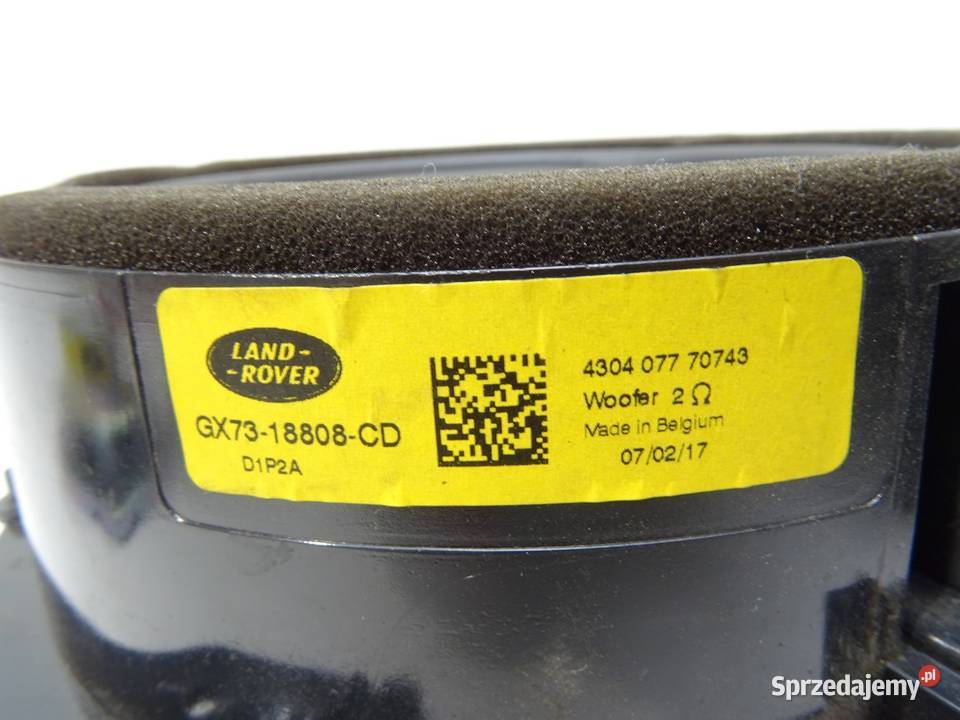 LAND-
-ROVER
GX73-18808-CD
D1P2A
4304 077 70743
Woofer 2 Ω
Made in Belgium
07/02/17
Sprzedajemy.pl